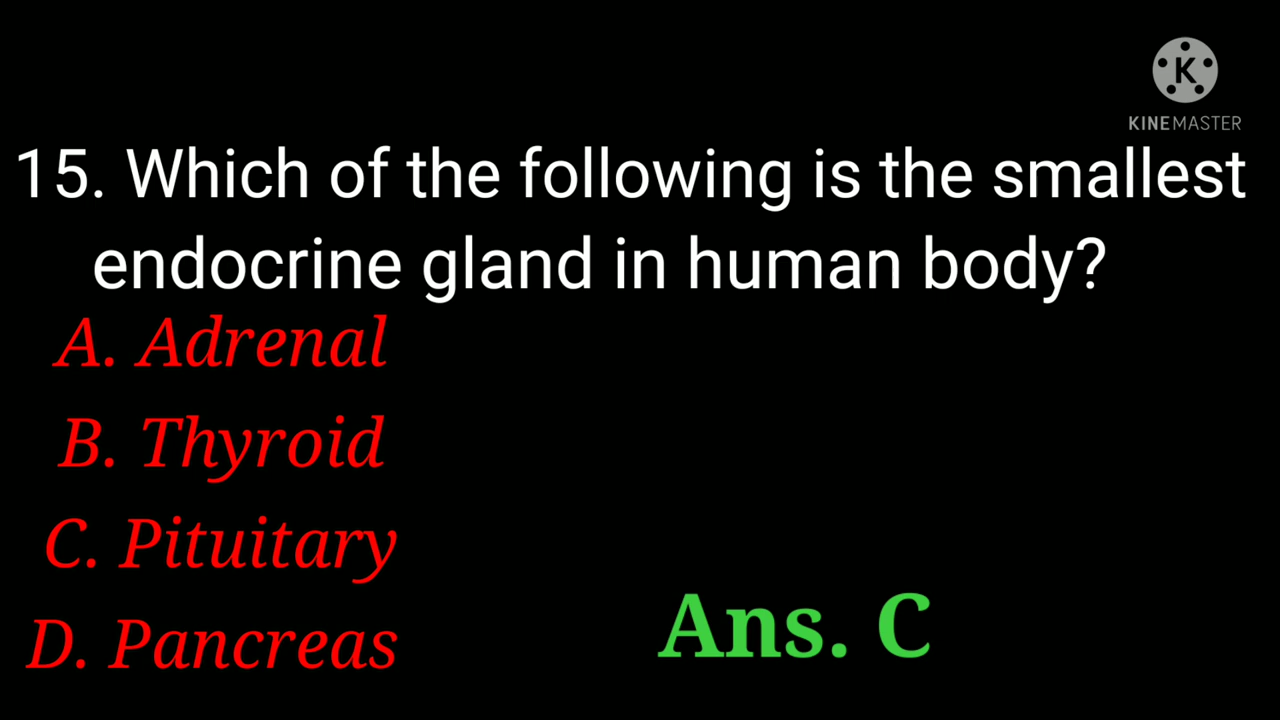 K
KINEMASTER
15. Which of the following is the smallest
endocrine gland in human body?
A. Adrenal
B. Thyroid
C. Pituitary
D. Pancreas
Ans. C